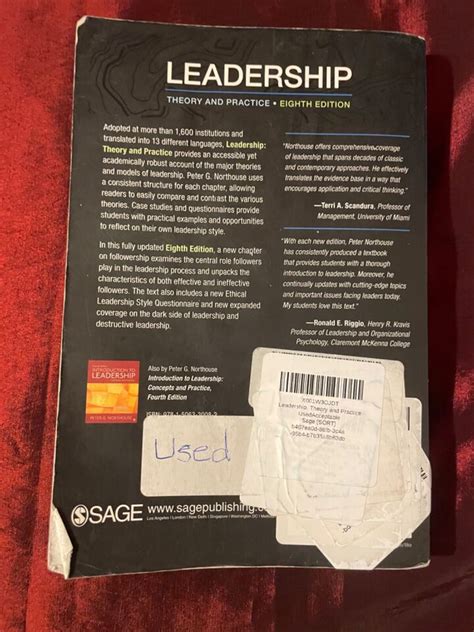 LEADERSHIP
THEORY AND PRACTICE • EIGHTH EDITION
Adopted at more than 1,600 institutions and
translated into 13 different languages, Leadership:
Theory and Practice provides an accessible yet
academically robust account of the major theories
and models of leadership. Peter G. Northouse uses
a consistent structure for each chapter, allowing
readers to easily compare and contrast the various
theories. Case studies and questionnaires provide
students with practical examples and opportunities
to reflect on their own leadership style.
In this fully updated Eighth Edition, a new chapter
on followership examines the central role followers
play in the leadership process and unpacks the
characteristics of both effective and ineffective
followers. The text also includes a new Ethical
Leadership Style Questionnaire and new expanded
coverage on the dark side of leadership and
destructive leadership.
"Northouse offers comprehensive coverage
of leadership that spans decades of classic
and contemporary approaches. He effectively
translates the evidence base in a way that
encourages application and critical thinking."
—Terri A. Scandura, Professor of
Management, University of Miami
"With each new edition, Peter Northouse
has consistently produced a textbook
that provides students with a thorough
introduction to leadership. Moreover, he
continually updates with cutting-edge topics
and important issues facing leaders today.
My students love this text!"
—Ronald E. Riggio, Henry R. Kravis
Professor of Leadership and Organizational
Psychology, Claremont McKenna College
INTRODUCTION TO
LEADERSHIP
PETER G. NORTHOUSE
Also by Peter G. Northouse
Introduction to Leadership:
Concepts and Practice,
Fourth Edition
Used
Leadership: Theory and Practice
UsedAcceptable
Sage [SORT]
SAGE www.sagepublishing.
Los Angeles | London | New Delhi | Singapore | Washington DC |